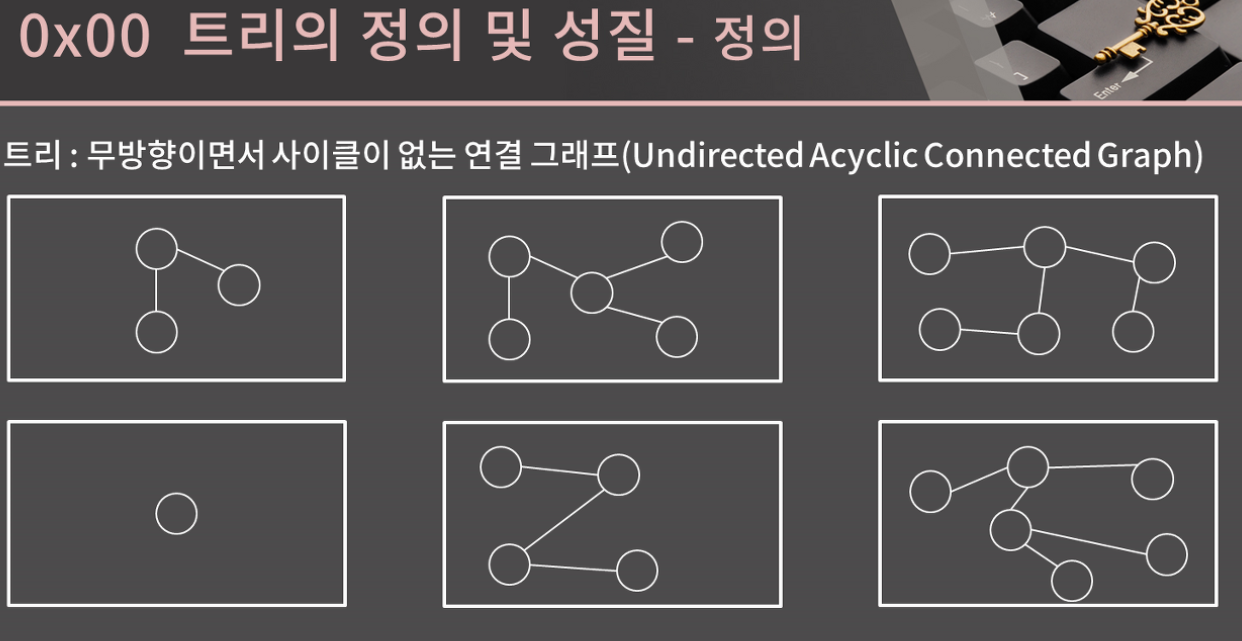 0x00 트리의 정의 및 성질 - 정의
Enter
트리 : 무방향이면서 사이클이 없는 연결 그래프(Undirected Acyclic Connected Graph)